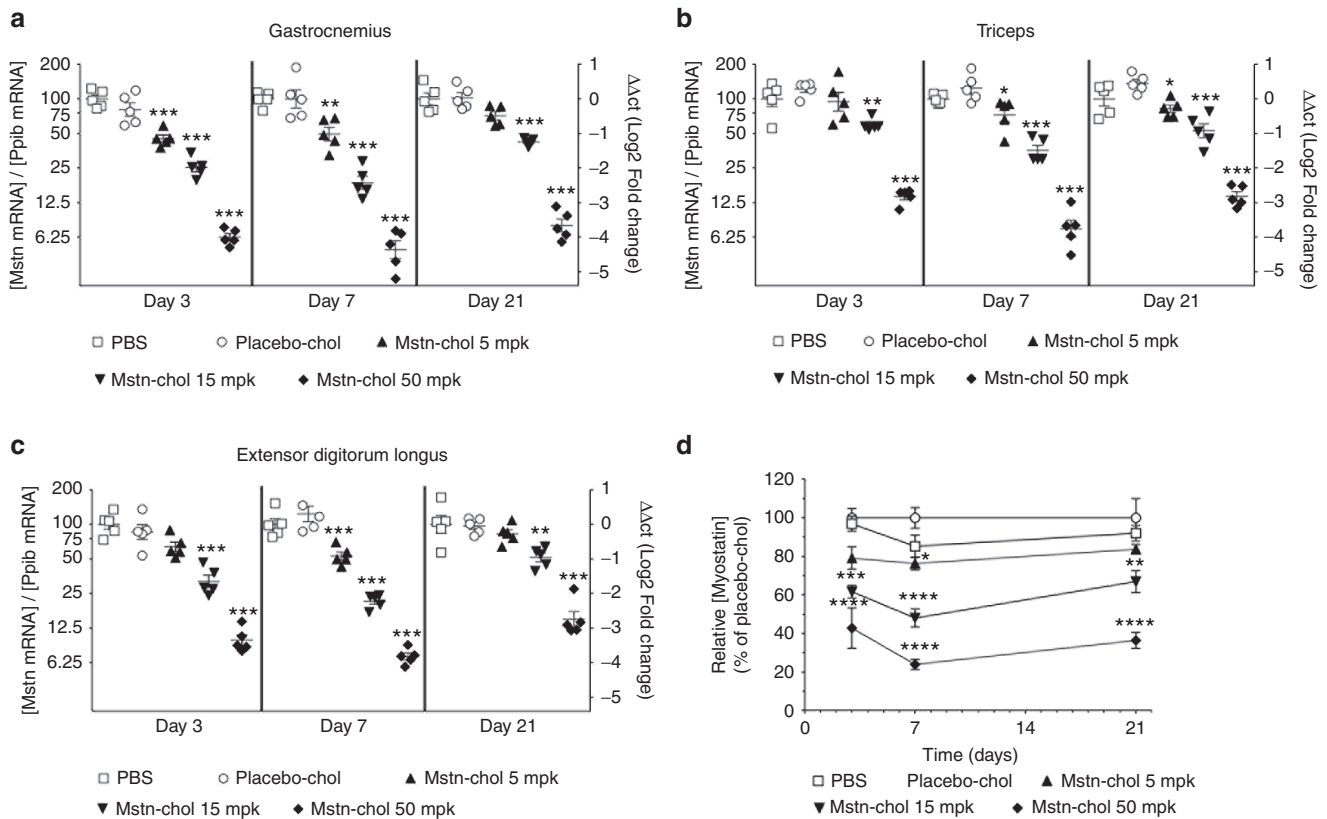 a
Gastrocnemius
[Mstn mRNA] / [Ppib mRNA]
200
100
75
50
25
12.5
6.25
*** *** ***
** *** ***
*** ***
1
0
−1
−2
−3
−4
−5
ΔΔct (Log2 Fold change)
Day 3 Day 7 Day 21
PBS Placebo-chol Mstn-chol 5 mpk
Mstn-chol 15 mpk Mstn-chol 50 mpk
b
Triceps
[Mstn mRNA] / [Ppib mRNA]
200
100
75
50
25
12.5
6.25
** ***
* *** ***
* *** ***
1
0
−1
−2
−3
−4
−5
ΔΔct (Log2 Fold change)
Day 3 Day 7 Day 21
PBS Placebo-chol Mstn-chol 5 mpk
Mstn-chol 15 mpk Mstn-chol 50 mpk
c
Extensor digitorum longus
[Mstn mRNA] / [Ppib mRNA]
200
100
75
50
25
12.5
6.25
*** ***
*** *** ***
** ***
1
0
−1
−2
−3
−4
−5
ΔΔct (Log2 Fold change)
Day 3 Day 7 Day 21
PBS Placebo-chol Mstn-chol 5 mpk
Mstn-chol 15 mpk Mstn-chol 50 mpk
d
Relative [Myostatin]
(% of placebo-chol)
120
100
80
60
40
20
0
*
*** **
**** ****
**** ****
0 7 14 21
Time (days)
PBS Placebo-chol Mstn-chol 5 mpk
Mstn-chol 15 mpk Mstn-chol 50 mpk